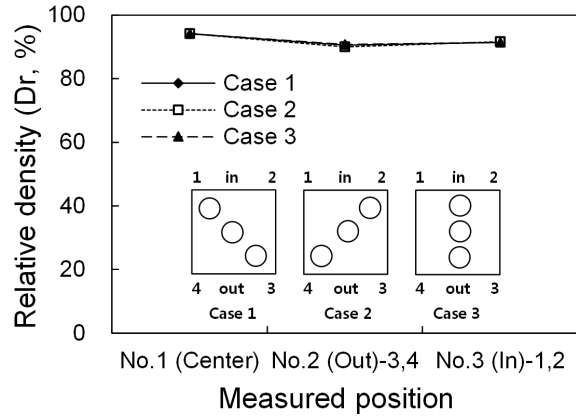 Relative density (Dr, %)
100
80
60
40
20
0
Case 1
Case 2
Case 3
1 in 2
4 out 3
Case 1
1 in 2
4 out 3
Case 2
1 in 2
4 out 3
Case 3
No.1 (Center)
No.2 (Out)-3,4
No.3 (In)-1,2
Measured position